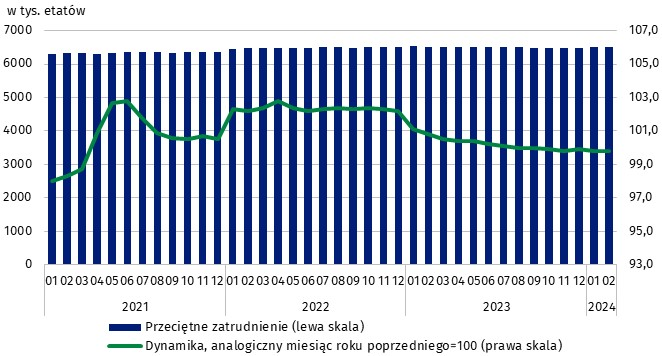 w tys. etatów
7000 107,0
6000 105,0
5000 103,0
4000 101,0
3000 99,0
2000 97,0
1000 95,0
0 93,0
01 02 03 04 05 06 07 08 09 10 11 12 01 02 03 04 05 06 07 08 09 10 11 12 01 02 03 04 05 06 07 08 09 10 11 12 01 02
2021 2022 2023 2024
Przeciętne zatrudnienie (lewa skala)
Dynamika, analogiczny miesiąc roku poprzedniego=100 (prawa skala)